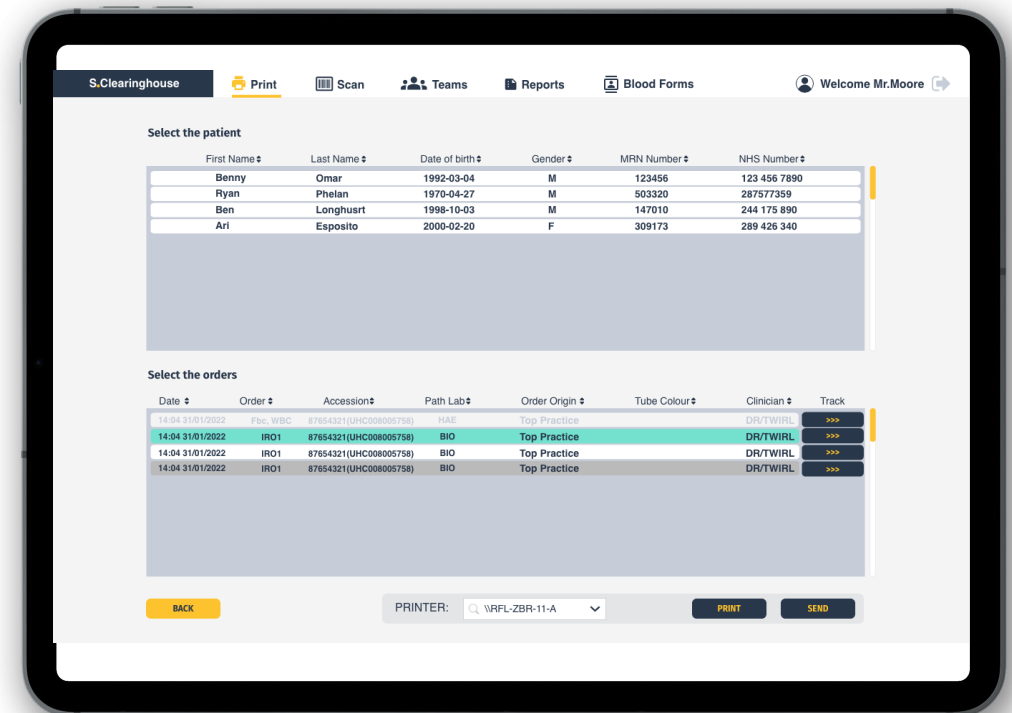 S.Clearinghouse Print Scan Teams Reports Blood Forms Welcome Mr.Moore
Select the patient
First Name Last Name Date of birth Gender MRN Number NHS Number
Benny Omar 1992-03-04 M 123456 123 456 7890
Ryan Phelan 1970-04-27 M 503320 287577359
Ben Longhusrt 1998-10-03 M 147010 244 175 890
Ari Esposito 2000-02-20 F 309173 289 426 340
Select the orders
Date Order Accession Path Lab Order Origin Tube Colour Clinician Track
14:04 31/01/2022 Fbc, WBC 87654321(UHC008005758) HAE Top Practice DR/TWIRL >>>
14:04 31/01/2022 IRO1 87654321(UHC008005758) BIO Top Practice DR/TWIRL >>>
14:04 31/01/2022 IRO1 87654321(UHC008005758) BIO Top Practice DR/TWIRL >>>
14:04 31/01/2022 IRO1 87654321(UHC008005758) BIO Top Practice DR/TWIRL >>>
BACK PRINTER: \\RFL-ZBR-11-A PRINT SEND